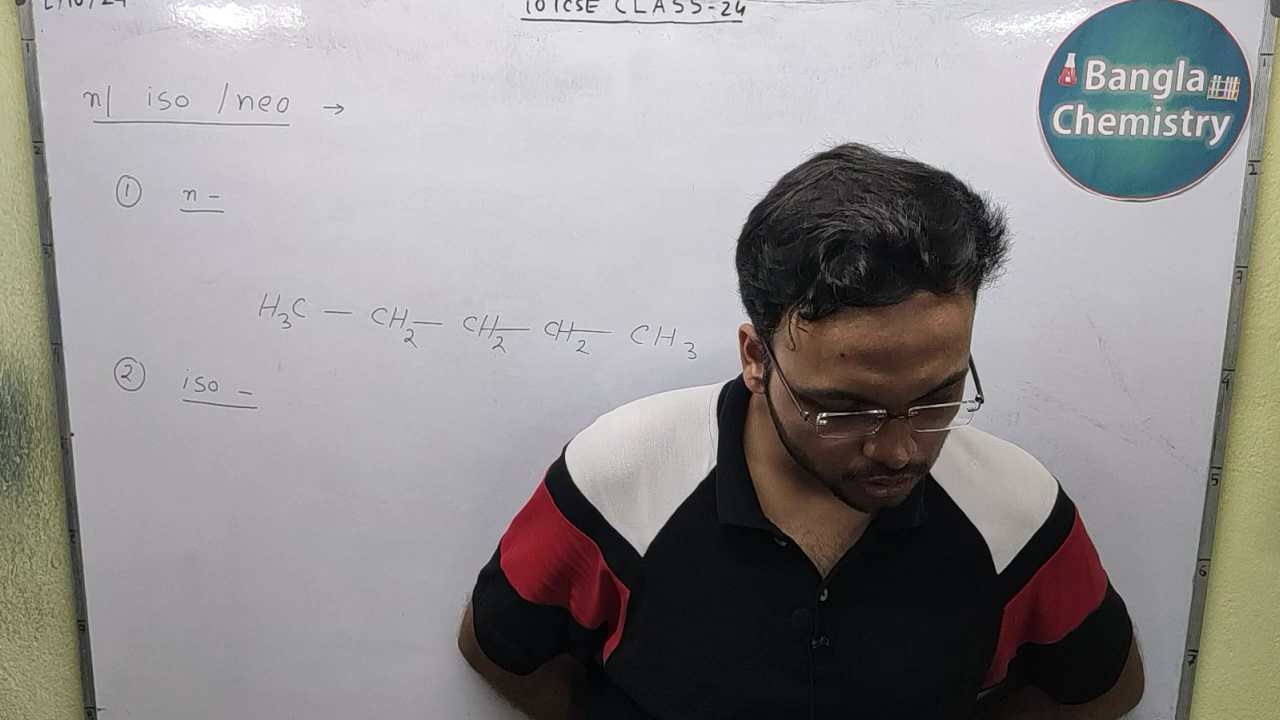 10 ICSE CLASS-24
Bangla
Chemistry
n/ iso /neo →
① n -
H₃C — CH₂ — CH₂ — CH₂ — CH₃
② iso -